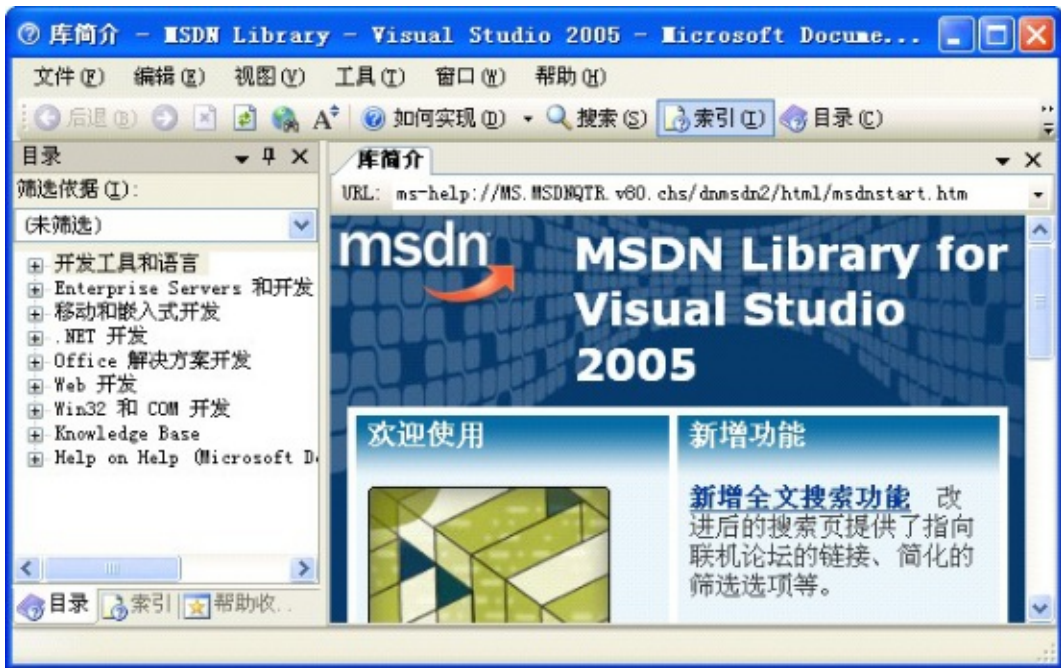 库简介 - MSDN Library - Visual Studio 2005 - Microsoft Docume...
文件(F) 编辑(E) 视图(V) 工具(T) 窗口(W) 帮助(H)
后退(B) 如何实现(D) 搜索(S) 索引(I) 目录(C)
目录
筛选依据(I):
(未筛选)
开发工具和语言
Enterprise Servers 和开发
移动和嵌入式开发
.NET 开发
Office 解决方案开发
Web 开发
Win32 和 COM 开发
Knowledge Base
Help on Help (Microsoft D
目录 索引 帮助收..
库简介
URL: ms-help://MS.MSDNQTR.v80.chs/dnmsdn2/html/msdnstart.htm
msdn
MSDN Library for
Visual Studio
2005
欢迎使用
新增功能
新增全文搜索功能 改
进后的搜索页提供了指向
联机论坛的链接、简化的
筛选选项等。